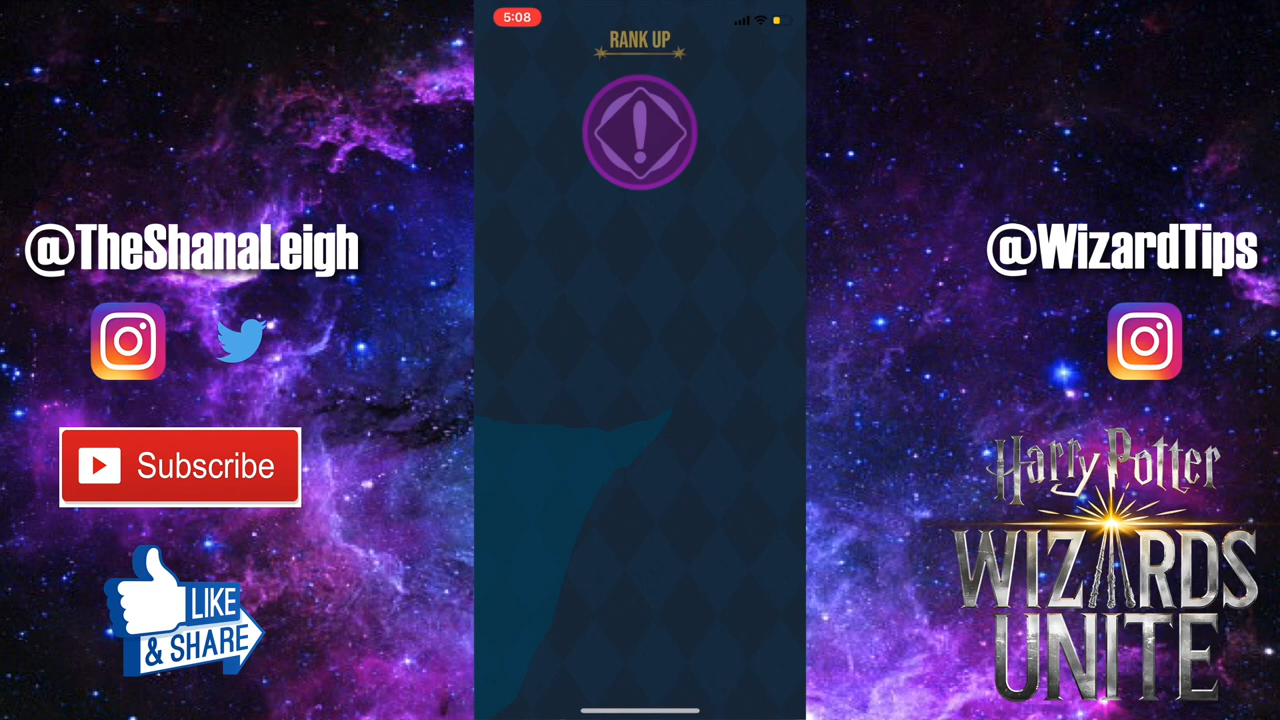 5:08
RANK UP
@TheShanaLeigh
Subscribe
LIKE
& SHARE
@WizardTips
Harry Potter
WIZARDS
UNITE